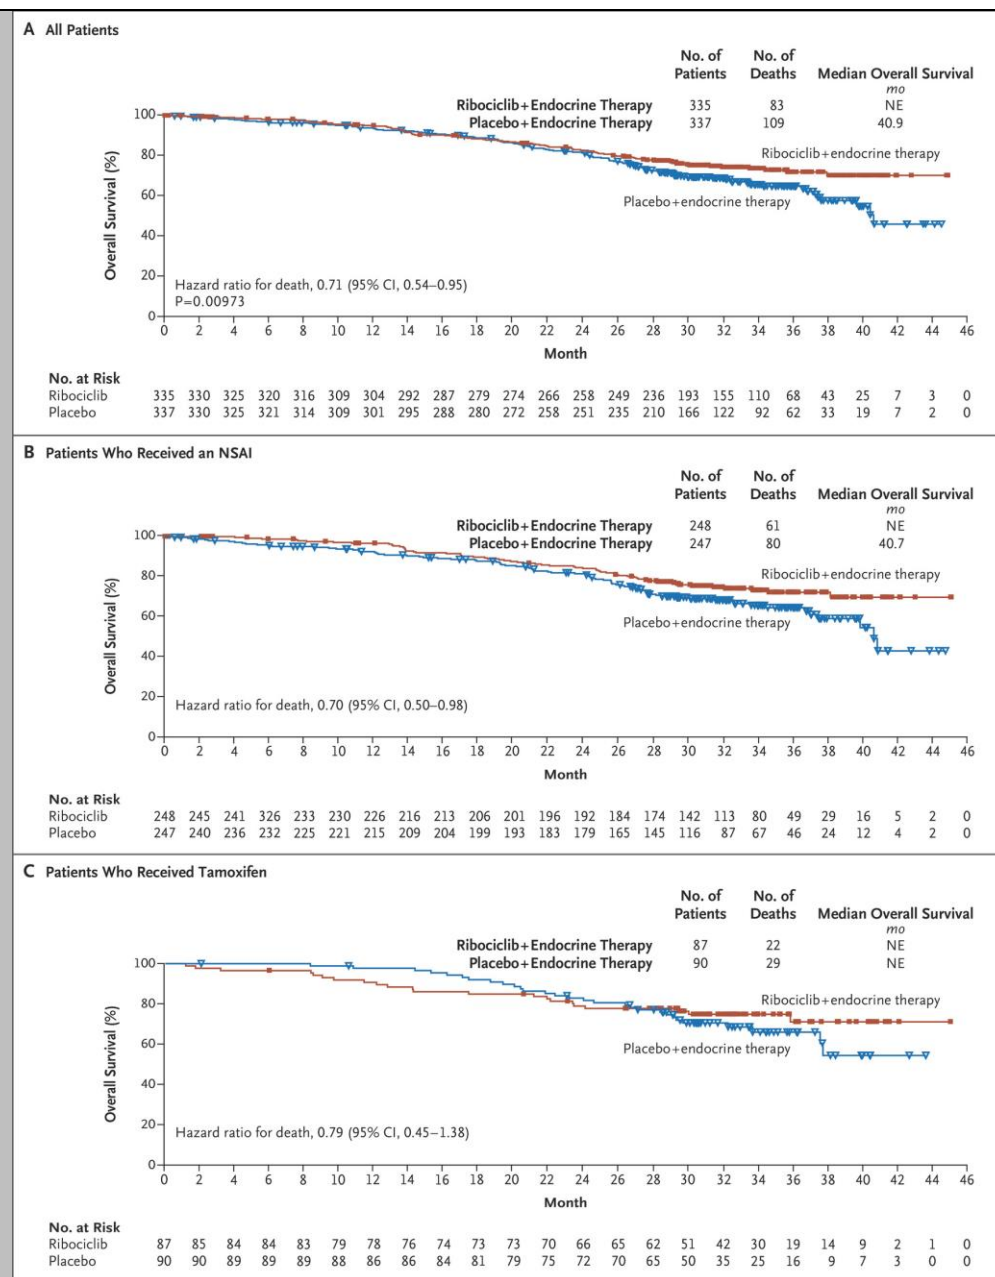 A All Patients
No. of Patients No. of Deaths Median Overall Survival
mo
Ribociclib+Endocrine Therapy 335 83 NE
Placebo+Endocrine Therapy 337 109 40.9
Overall Survival (%)
100
80
60
40
20
0
Ribociclib+endocrine therapy
Placebo+endocrine therapy
Hazard ratio for death, 0.71 (95% CI, 0.54–0.95)
P=0.00973
0 2 4 6 8 10 12 14 16 18 20 22 24 26 28 30 32 34 36 38 40 42 44 46
Month
No. at Risk
Ribociclib 335 330 325 320 316 309 304 292 287 279 274 266 258 249 236 193 155 110 68 43 25 7 3 0
Placebo 337 330 325 321 314 309 301 295 288 280 272 258 251 235 210 166 122 92 62 33 19 7 2 0
B Patients Who Received an NSAI
No. of Patients No. of Deaths Median Overall Survival
mo
Ribociclib+Endocrine Therapy 248 61 NE
Placebo+Endocrine Therapy 247 80 40.7
Overall Survival (%)
100
80
60
40
20
0
Ribociclib+endocrine therapy
Placebo+endocrine therapy
Hazard ratio for death, 0.70 (95% CI, 0.50–0.98)
0 2 4 6 8 10 12 14 16 18 20 22 24 26 28 30 32 34 36 38 40 42 44 46
Month
No. at Risk
Ribociclib 248 245 241 326 233 230 226 216 213 206 201 196 192 184 174 142 113 80 49 29 16 5 2 0
Placebo 247 240 236 232 225 221 215 209 204 199 193 183 179 165 145 116 87 67 46 24 12 4 2 0
C Patients Who Received Tamoxifen
No. of Patients No. of Deaths Median Overall Survival
mo
Ribociclib+Endocrine Therapy 87 22 NE
Placebo+Endocrine Therapy 90 29 NE
Overall Survival (%)
100
80
60
40
20
0
Ribociclib+endocrine therapy
Placebo+endocrine therapy
Hazard ratio for death, 0.79 (95% CI, 0.45–1.38)
0 2 4 6 8 10 12 14 16 18 20 22 24 26 28 30 32 34 36 38 40 42 44 46
Month
No. at Risk
Ribociclib 87 85 84 84 83 79 78 76 74 73 73 70 66 65 62 51 42 30 19 14 9 2 1 0
Placebo 90 90 89 89 89 88 86 86 84 81 79 75 72 70 65 50 35 25 16 9 7 3 0 0